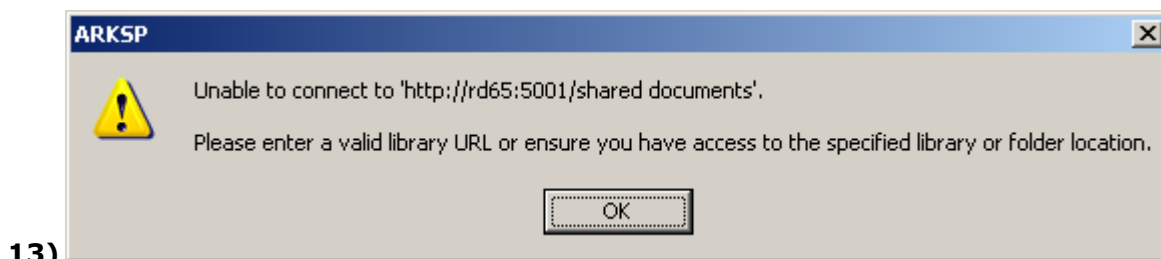 ARKSP
Unable to connect to 'http://rd65:5001/shared documents'.
Please enter a valid library URL or ensure you have access to the specified library or folder location.
OK
13)